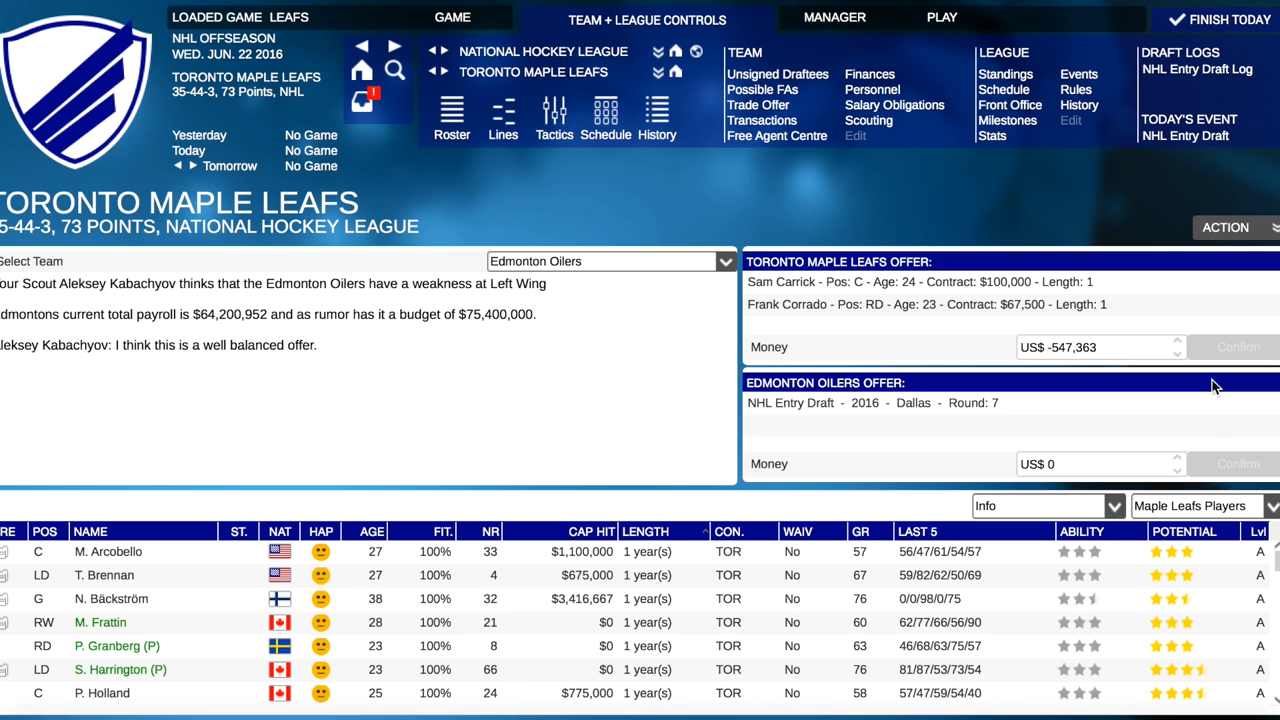 LOADED GAME LEAFS
NHL OFFSEASON
WED. JUN. 22 2016
TORONTO MAPLE LEAFS
35-44-3, 73 Points, NHL
Yesterday No Game
Today No Game
Tomorrow No Game
GAME TEAM + LEAGUE CONTROLS MANAGER PLAY FINISH TODAY
NATIONAL HOCKEY LEAGUE
TORONTO MAPLE LEAFS
!
Roster Lines Tactics Schedule History
TEAM
Unsigned Draftees Finances
Possible FAs Personnel
Trade Offer Salary Obligations
Transactions Scouting
Free Agent Centre Edit
LEAGUE
Standings Events
Schedule Rules
Front Office History
Milestones Edit
Stats
DRAFT LOGS
NHL Entry Draft Log
TODAY'S EVENT
NHL Entry Draft
TORONTO MAPLE LEAFS
5-44-3, 73 POINTS, NATIONAL HOCKEY LEAGUE
ACTION
Select Team Edmonton Oilers
our Scout Aleksey Kabachyov thinks that the Edmonton Oilers have a weakness at Left Wing
dmontons current total payroll is $64,200,952 and as rumor has it a budget of $75,400,000.
leksey Kabachyov: I think this is a well balanced offer.
TORONTO MAPLE LEAFS OFFER:
Sam Carrick - Pos: C - Age: 24 - Contract: $100,000 - Length: 1
Frank Corrado - Pos: RD - Age: 23 - Contract: $67,500 - Length: 1
Money US$ -547,363 Confirm
EDMONTON OILERS OFFER:
NHL Entry Draft - 2016 - Dallas - Round: 7
Money US$ 0 Confirm
Info Maple Leafs Players
RE POS NAME ST. NAT HAP AGE FIT. NR CAP HIT LENGTH CON. WAIV GR LAST 5 ABILITY POTENTIAL Lvl
C M. Arcobello 27 100% 33 $1,100,000 1 year(s) TOR No 57 56/47/61/54/57 A
LD T. Brennan 27 100% 4 $675,000 1 year(s) TOR No 67 59/82/62/50/69 A
G N. Bäckström 38 100% 32 $3,416,667 1 year(s) TOR No 76 0/0/98/0/75 A
RW M. Frattin 28 100% 21 $0 1 year(s) TOR No 60 62/77/66/56/90 A
RD P. Granberg (P) 23 100% 8 $0 1 year(s) TOR No 63 46/68/63/75/57 A
LD S. Harrington (P) 23 100% 66 $0 1 year(s) TOR No 76 81/87/53/73/54 A
C P. Holland 25 100% 24 $775,000 1 year(s) TOR No 58 57/47/59/54/40 A